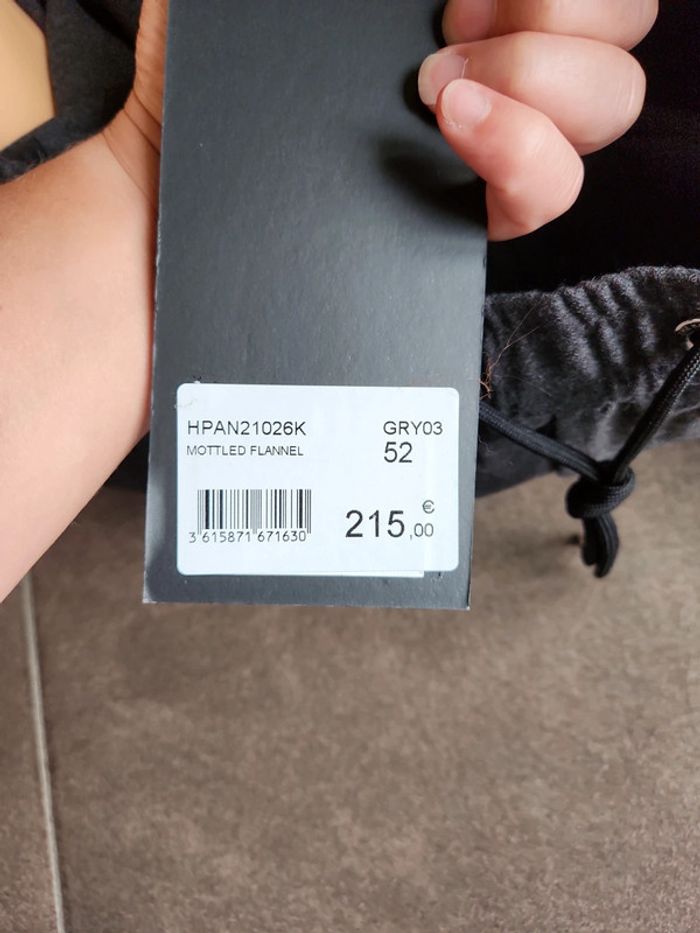 HPAN21026K GRY03
MOTTLED FLANNEL 52
€
215,00
3 615871 671630